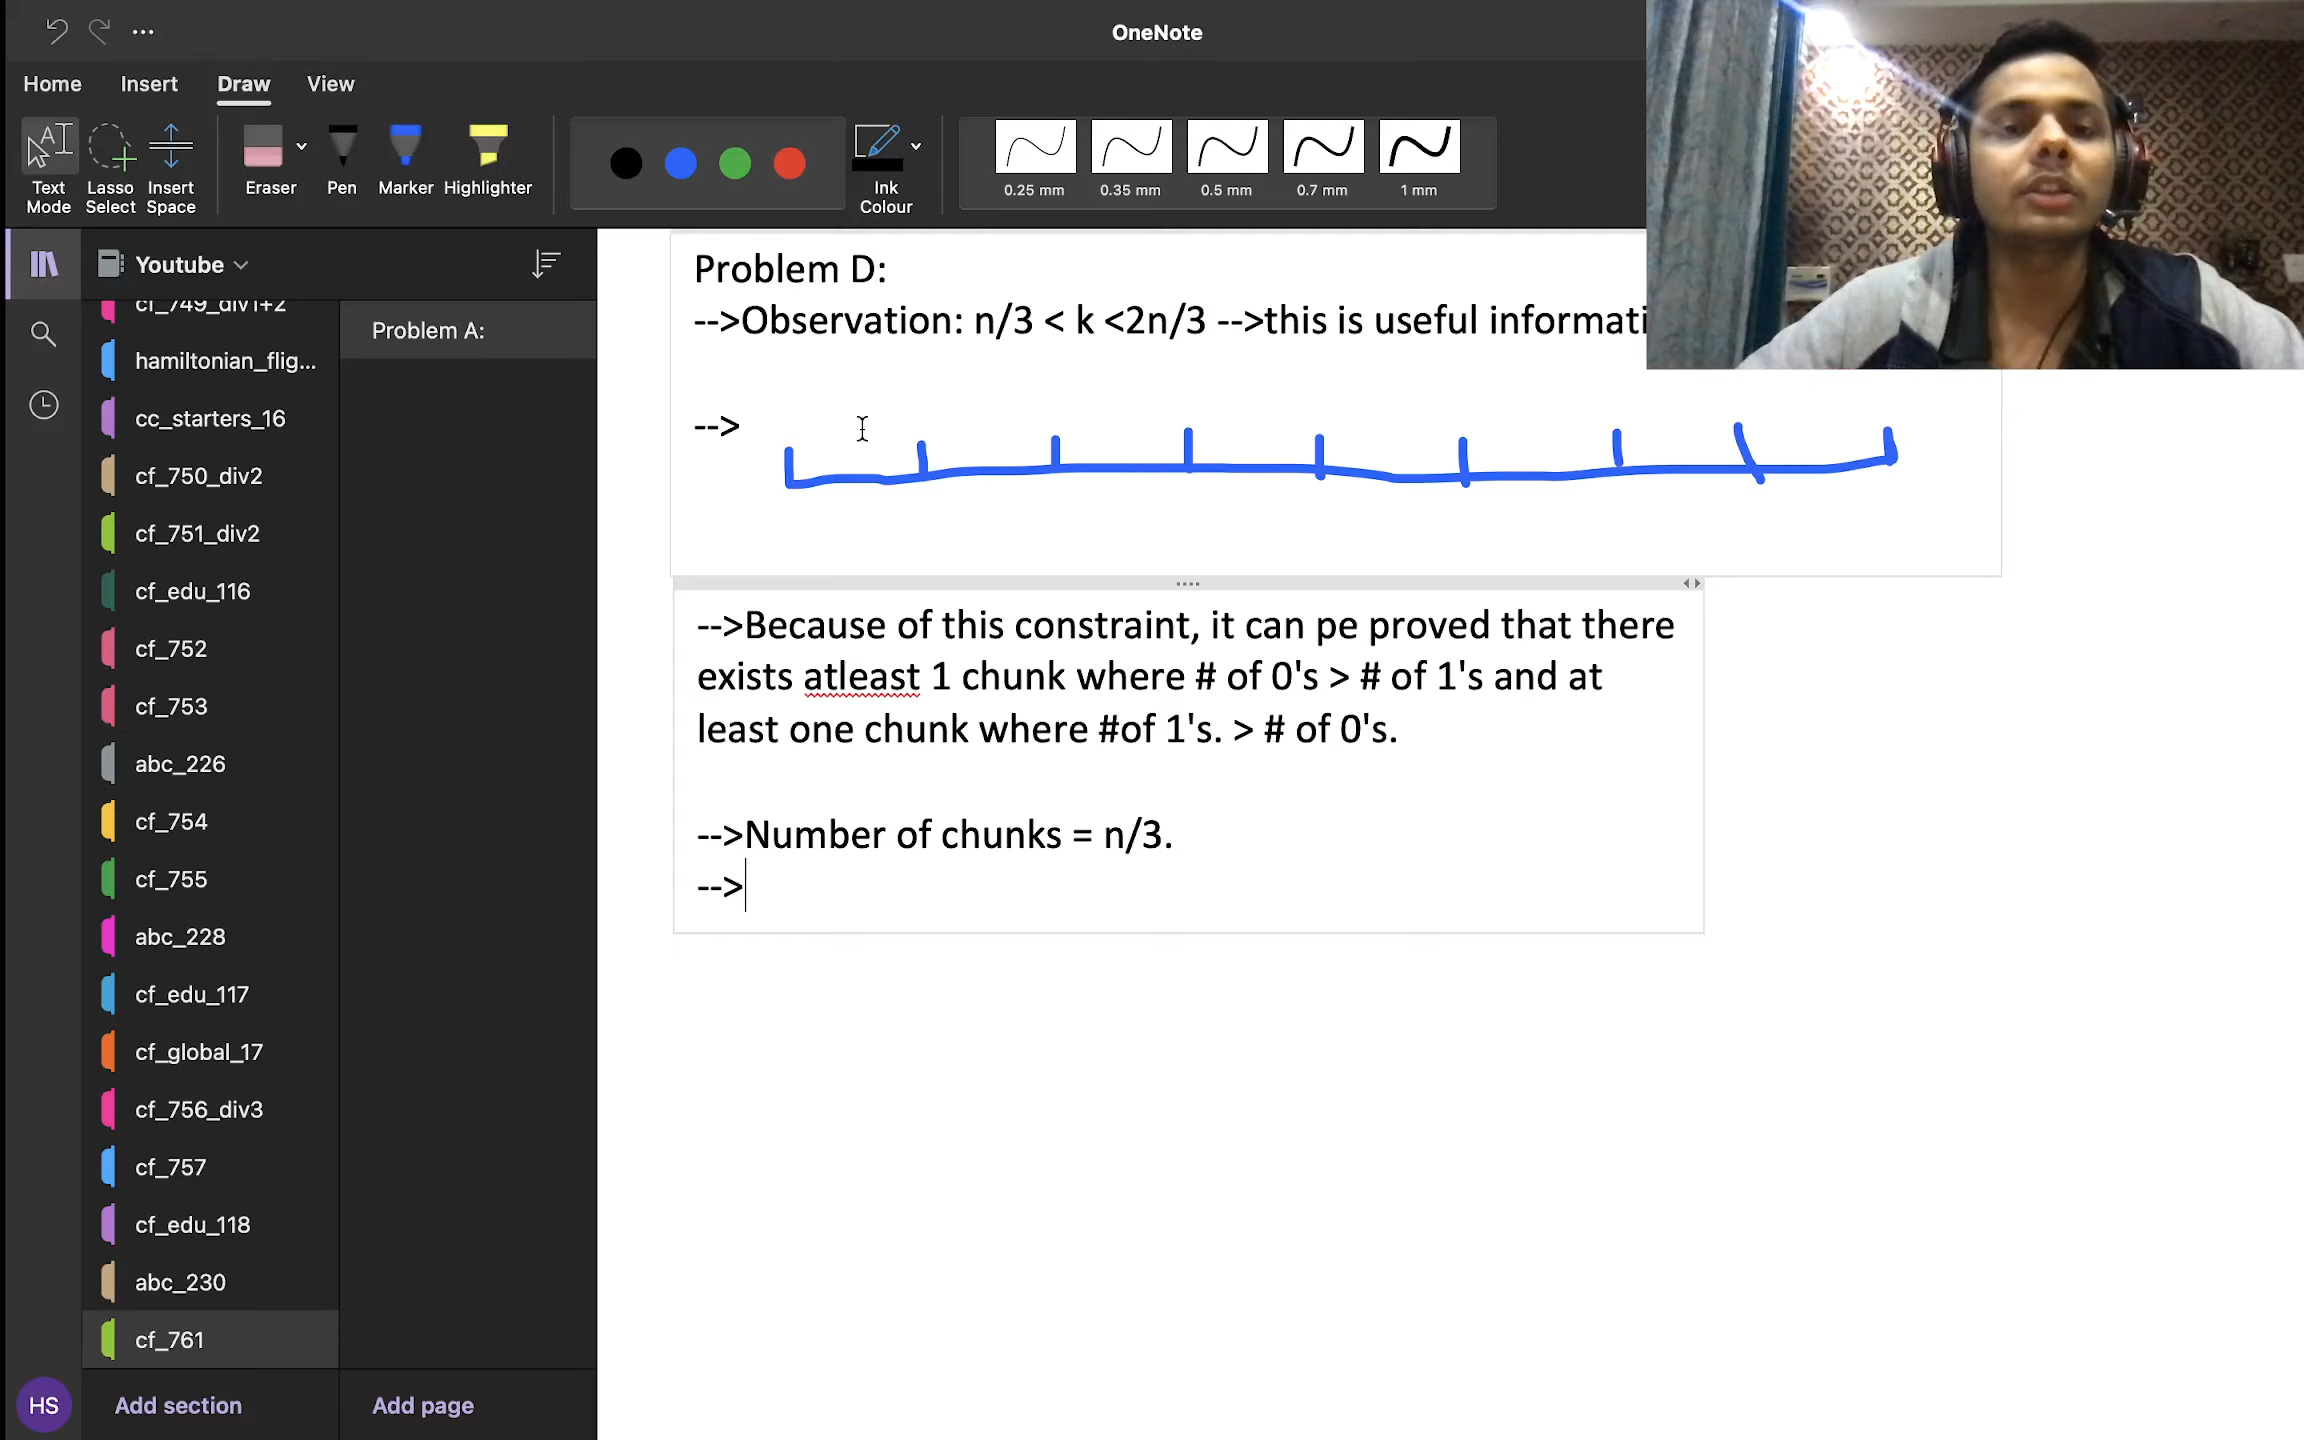 OneNote
Home Insert Draw View
Text Mode
Lasso Select
Insert Space
Eraser
Pen
Marker
Highlighter
Ink Colour
0.25 mm
0.35 mm
0.5 mm
0.7 mm
1 mm
Youtube
cf_749_div1+2
hamiltonian_flig...
cc_starters_16
cf_750_div2
cf_751_div2
cf_edu_116
cf_752
cf_753
abc_226
cf_754
cf_755
abc_228
cf_edu_117
cf_global_17
cf_756_div3
cf_757
cf_edu_118
abc_230
cf_761
HS
Add section
Problem A:
Add page
Problem D:
-->Observation: n/3 < k <2n/3 -->this is useful informati
-->
-->Because of this constraint, it can pe proved that there
exists atleast 1 chunk where # of 0's > # of 1's and at
least one chunk where #of 1's. > # of 0's.
-->Number of chunks = n/3.
-->